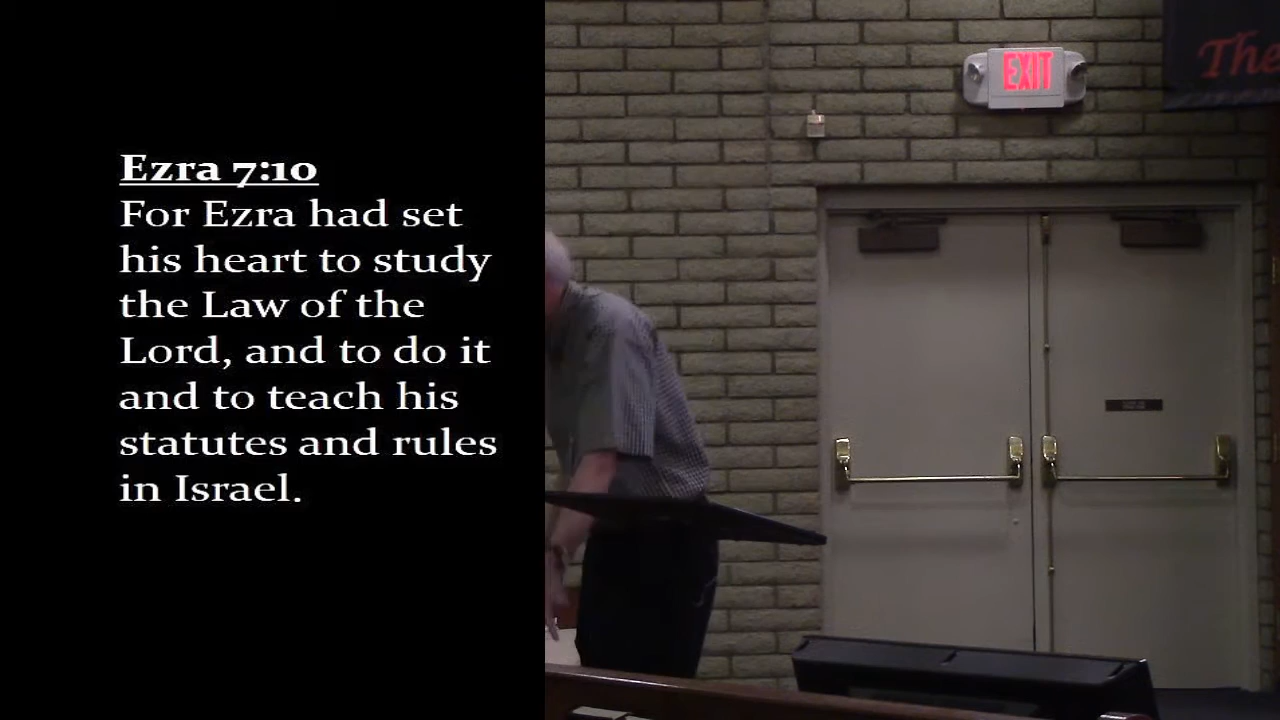 Ezra 7:10
For Ezra had set
his heart to study
the Law of the
Lord, and to do it
and to teach his
statutes and rules
in Israel.
EXIT
The